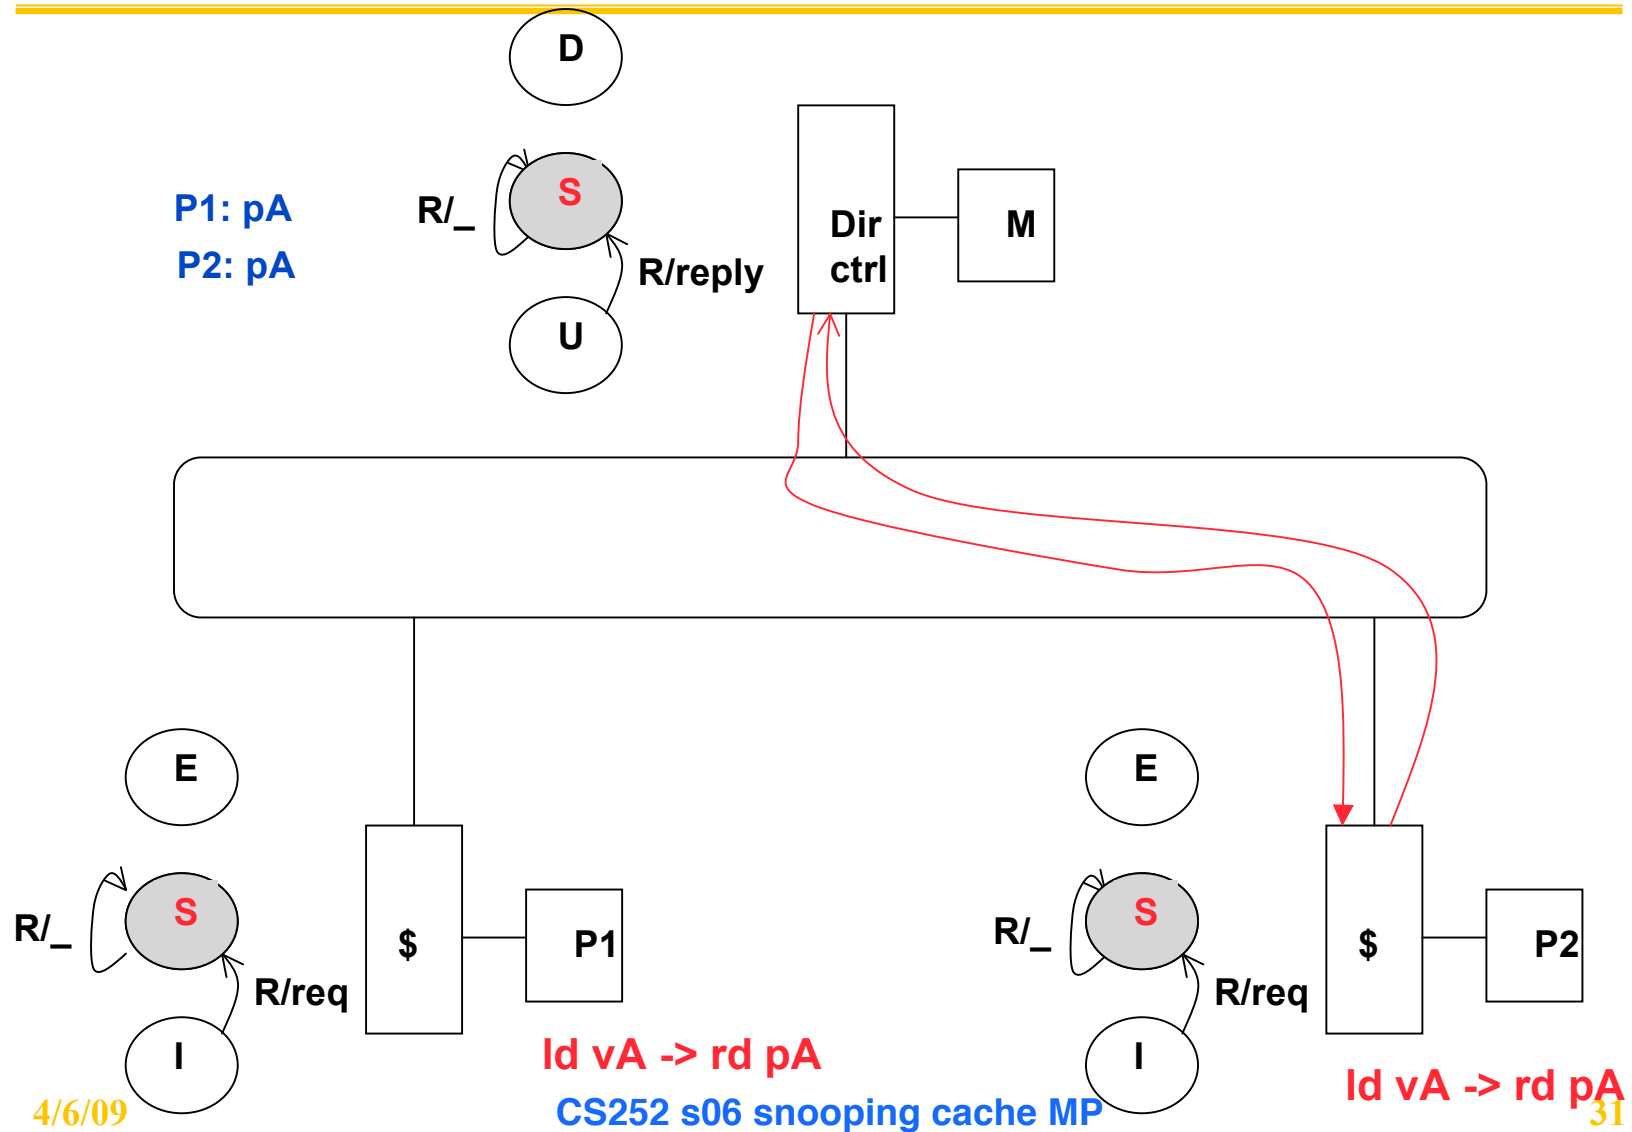 D
S
R/_
P1: pA
P2: pA
R/reply
U
Dir
ctrl
M
E
S
R/_
R/req
I
$
P1
ld vA -> rd pA
E
S
R/_
R/req
I
$
P2
ld vA -> rd pA
4/6/09
CS252 s06 snooping cache MP
31